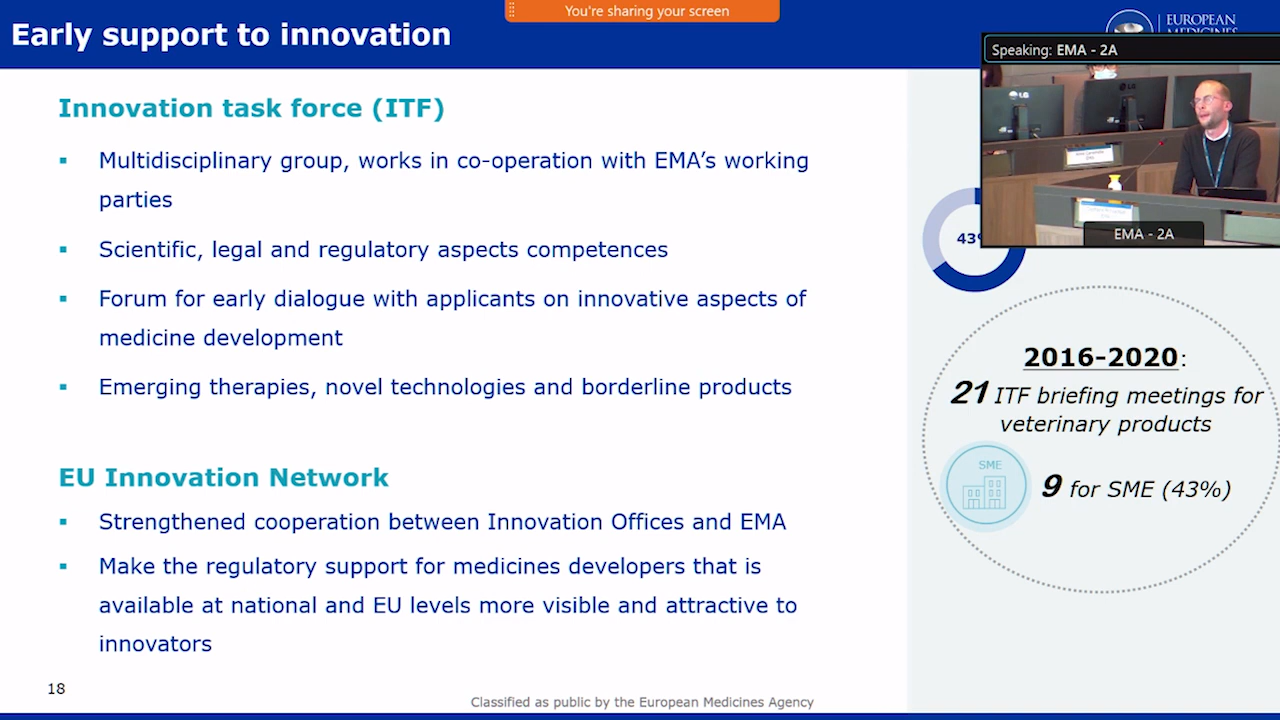 You're sharing your screen
Early support to innovation
EUROPEAN
MEDICINES
Speaking: EMA - 2A
LG
LG
EMA - 2A
Innovation task force (ITF)
▪ Multidisciplinary group, works in co-operation with EMA's working
parties
▪ Scientific, legal and regulatory aspects competences
▪ Forum for early dialogue with applicants on innovative aspects of
medicine development
▪ Emerging therapies, novel technologies and borderline products
EU Innovation Network
▪ Strengthened cooperation between Innovation Offices and EMA
▪ Make the regulatory support for medicines developers that is
available at national and EU levels more visible and attractive to
innovators
43%
2016-2020:
21 ITF briefing meetings for
veterinary products
SME
9 for SME (43%)
18
Classified as public by the European Medicines Agency